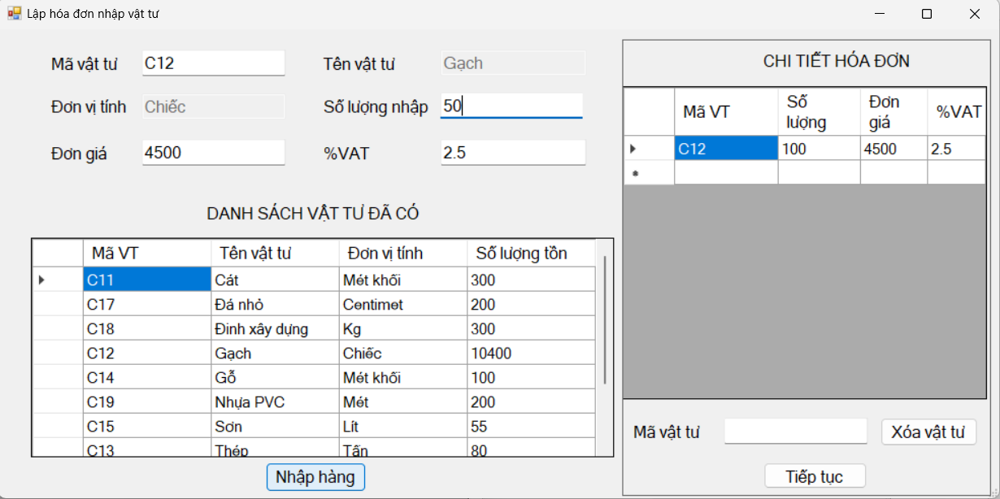 Lập hóa đơn nhập vật tư
Mã vật tư C12 Tên vật tư Gạch
Đơn vị tính Chiếc Số lượng nhập 50
Đơn giá 4500 %VAT 2.5
DANH SÁCH VẬT TƯ ĐÃ CÓ
Mã VT Tên vật tư Đơn vị tính Số lượng tồn
C11 Cát Mét khối 300
C17 Đá nhỏ Centimet 200
C18 Đinh xây dựng Kg 300
C12 Gạch Chiếc 10400
C14 Gỗ Mét khối 100
C19 Nhựa PVC Mét 200
C15 Sơn Lít 55
C13 Thép Tấn 80
Nhập hàng
CHI TIẾT HÓA ĐƠN
Mã VT Số lượng Đơn giá %VAT
C12 100 4500 2.5
Mã vật tư Xóa vật tư
Tiếp tục